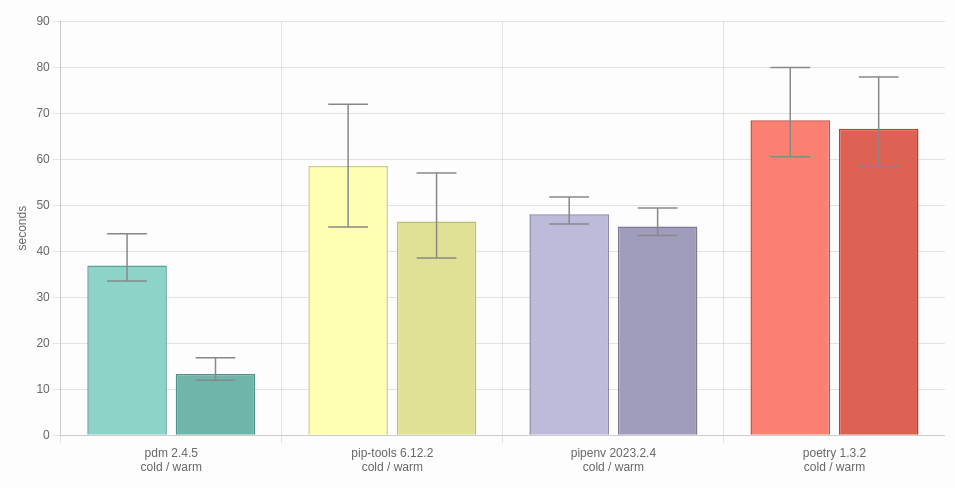 90
80
70
60
50
40
30
20
10
0
seconds
pdm 2.4.5
cold / warm
pip-tools 6.12.2
cold / warm
pipenv 2023.2.4
cold / warm
poetry 1.3.2
cold / warm